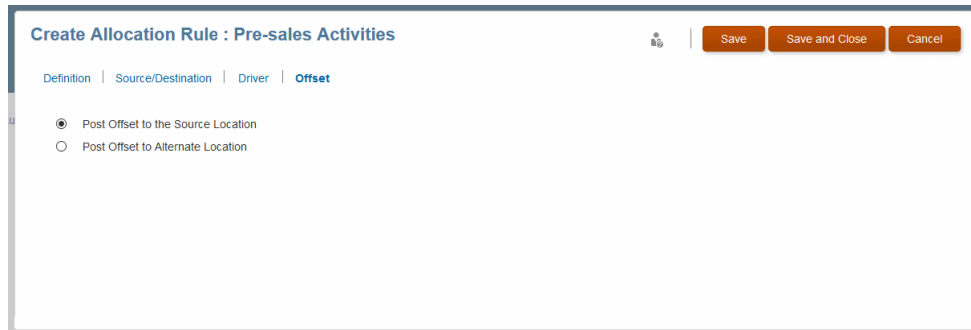 Create Allocation Rule : Pre-sales Activities
Save
Save and Close
Cancel
Definition | Source/Destination | Driver | Offset
u
Post Offset to the Source Location
Post Offset to Alternate Location